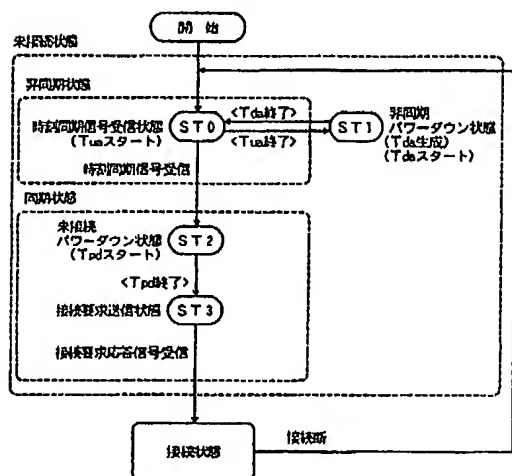 開始
未接続状態
非同期状態
時刻同期信号受信状態
(Tuaスタート)
ST0
<Tda終了>
<Tua終了>
ST1
非同期
パワーダウン状態
(Tda生成)
(Tdaスタート)
時刻同期信号受信
同期状態
未接続
パワーダウン状態
(Tpdスタート)
ST2
<Tpd終了>
接続要求送信状態
ST3
接続要求応答信号受信
接続状態
接続断